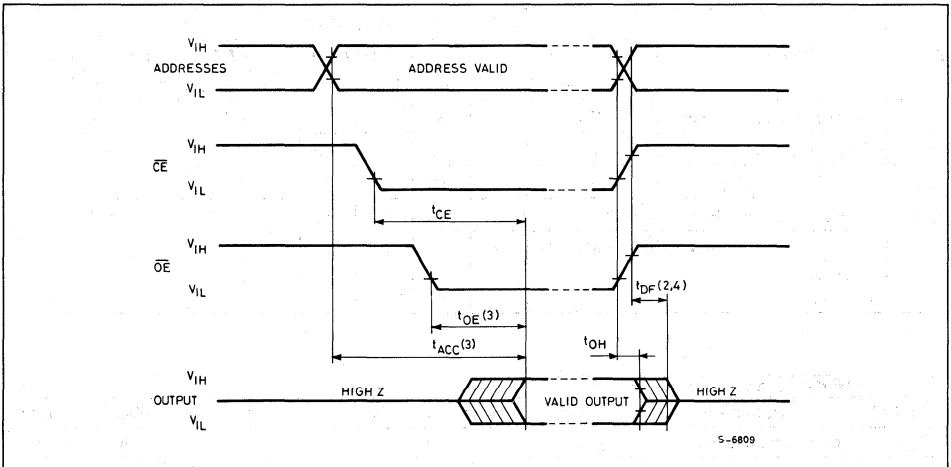 VIH
ADDRESSES
ADDRESS VALID
VIL
VIH
CE
VIL
tCE
VIH
OE
VIL
tDF(2,4)
tOE(3)
tACC(3)
tOH
VIH
HIGH Z
OUTPUT
VALID OUTPUT
HIGH Z
VIL
S-6809